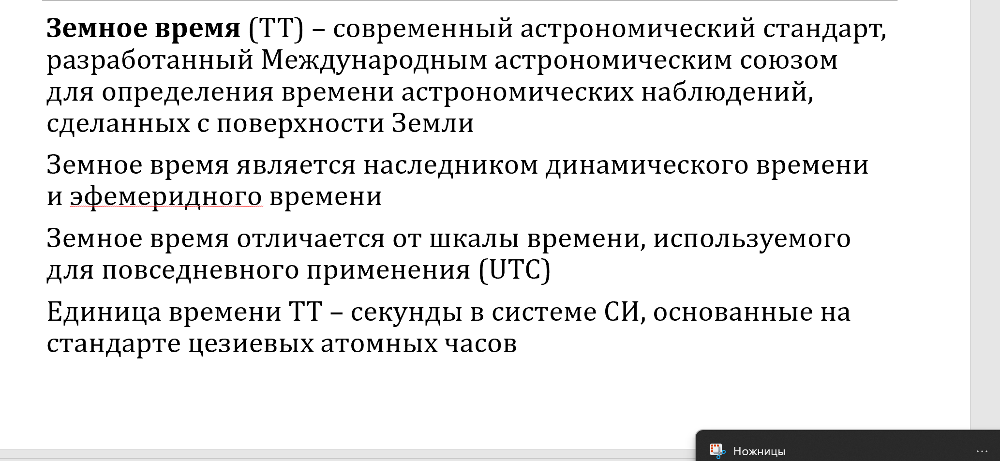 Земное время (ТТ) – современный астрономический стандарт,
разработанный Международным астрономическим союзом
для определения времени астрономических наблюдений,
сделанных с поверхности Земли
Земное время является наследником динамического времени
и эфемеридного времени
Земное время отличается от шкалы времени, используемого
для повседневного применения (UTC)
Единица времени ТТ – секунды в системе СИ, основанные на
стандарте цезиевых атомных часов
Ножницы